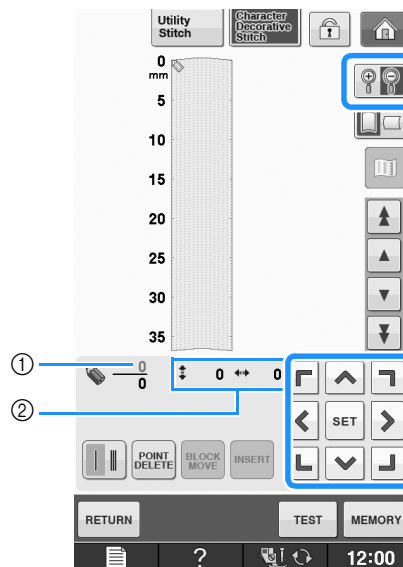 Utility Stitch
Character Decorative Stitch
0
mm
5
10
15
20
25
30
35
① 0
0
0 0
②
SET
POINT DELETE
BLOCK MOVE
INSERT
RETURN
TEST
MEMORY
?
12:00